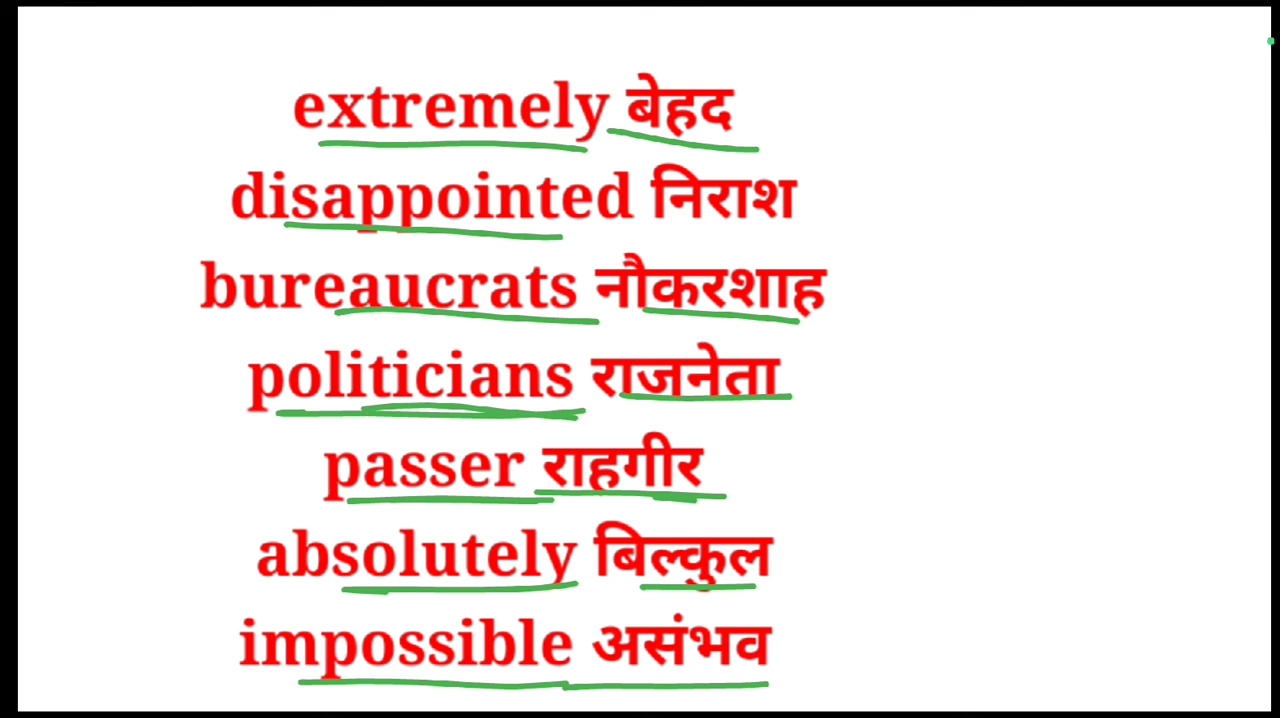 extremely बेहद
disappointed निराश
bureaucrats नौकरशाह
politicians राजनेता
passer राहगीर
absolutely बिल्कुल
impossible असंभव